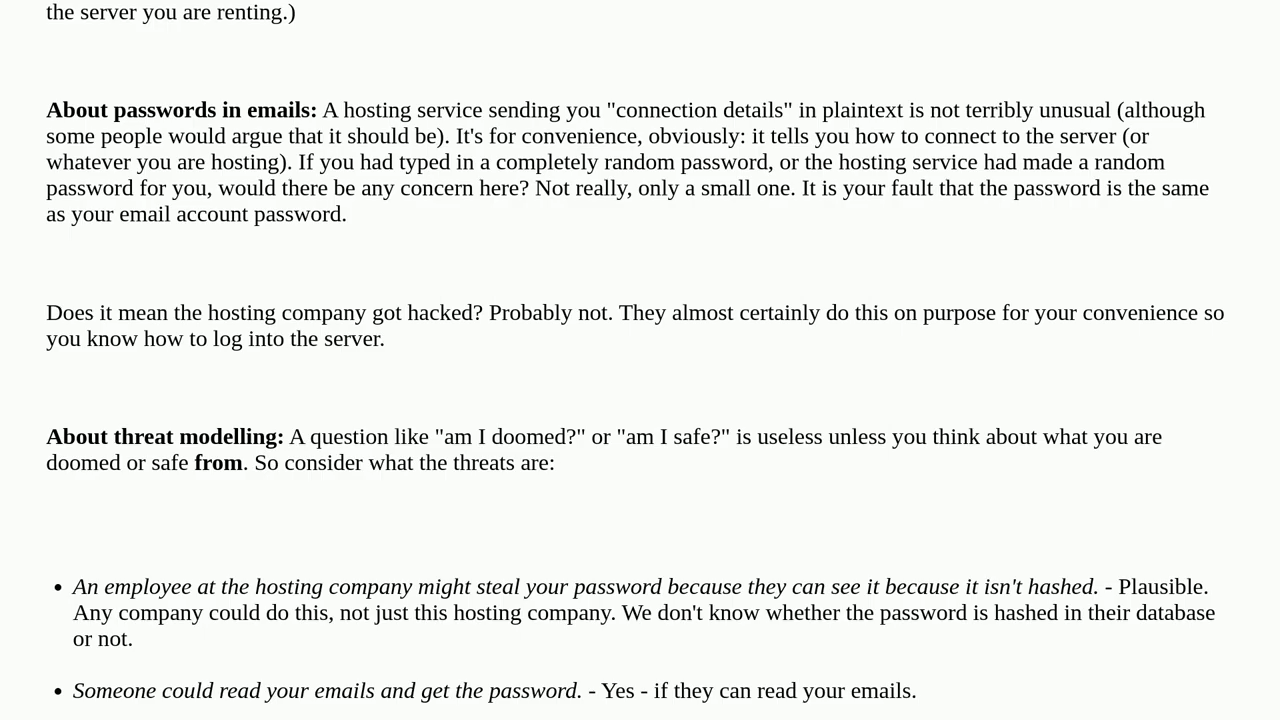 the server you are renting.)
About passwords in emails: A hosting service sending you "connection details" in plaintext is not terribly unusual (although
some people would argue that it should be). It's for convenience, obviously: it tells you how to connect to the server (or
whatever you are hosting). If you had typed in a completely random password, or the hosting service had made a random
password for you, would there be any concern here? Not really, only a small one. It is your fault that the password is the same
as your email account password.
Does it mean the hosting company got hacked? Probably not. They almost certainly do this on purpose for your convenience so
you know how to log into the server.
About threat modelling: A question like "am I doomed?" or "am I safe?" is useless unless you think about what you are
doomed or safe from. So consider what the threats are:
• An employee at the hosting company might steal your password because they can see it because it isn't hashed. - Plausible.
Any company could do this, not just this hosting company. We don't know whether the password is hashed in their database
or not.
• Someone could read your emails and get the password. - Yes - if they can read your emails.